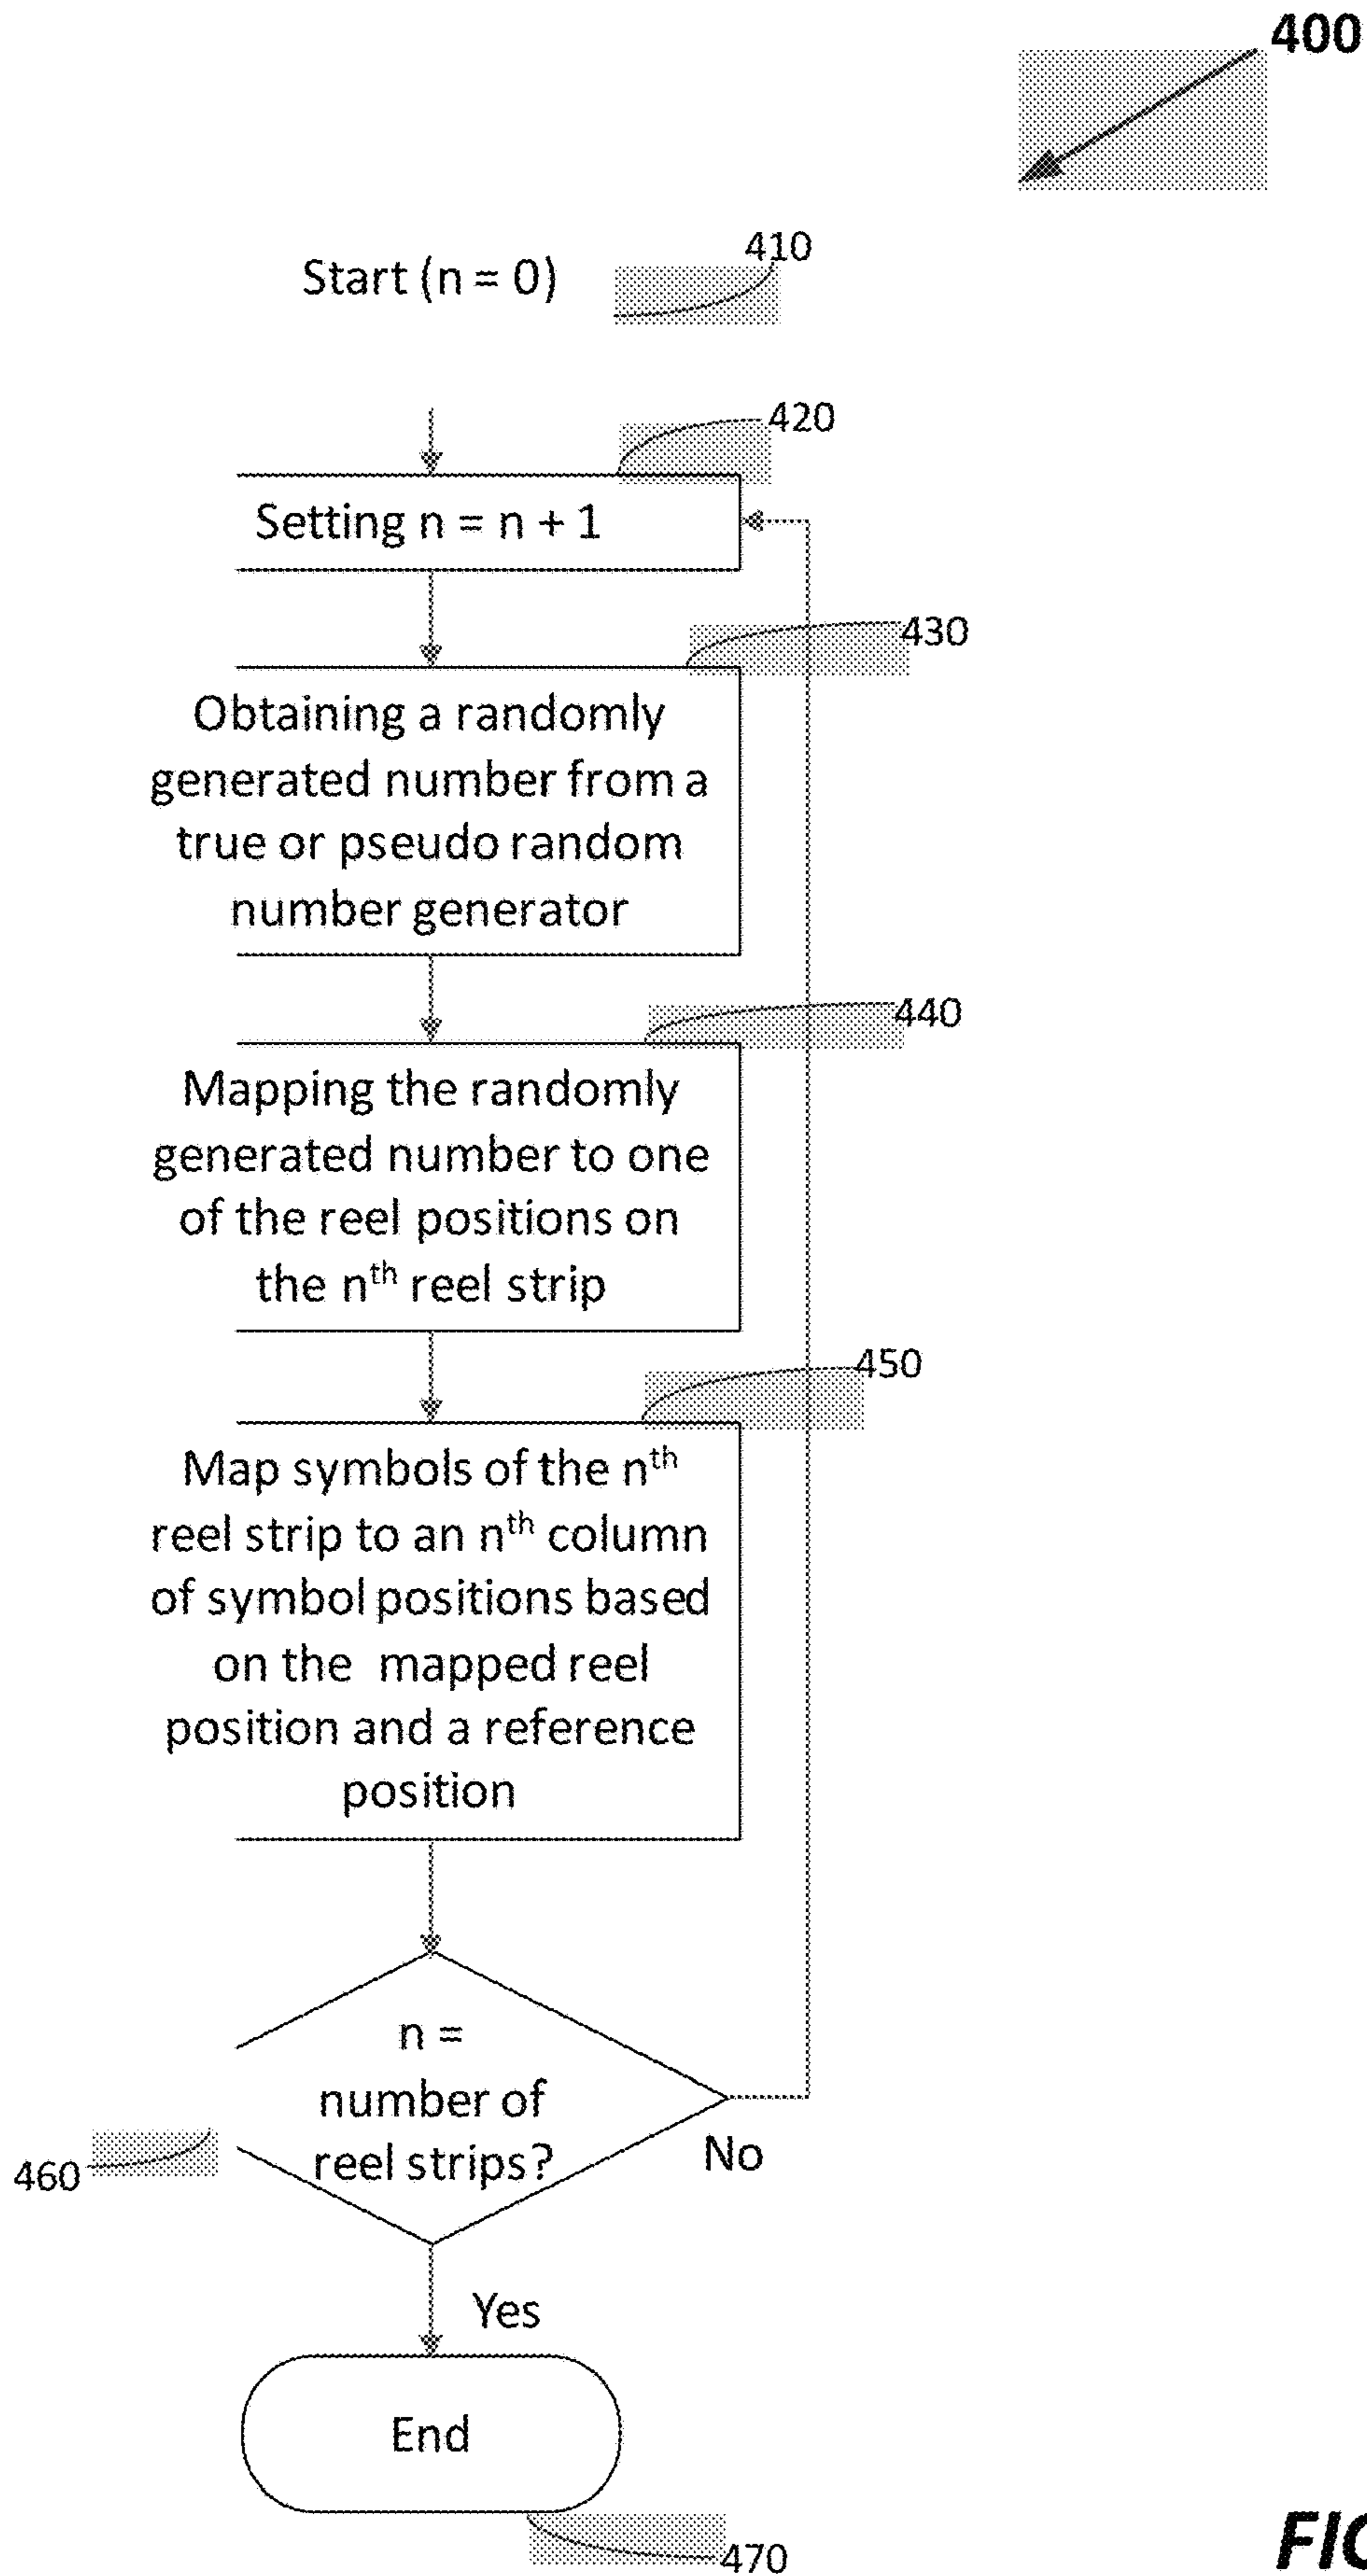 400
Start (n = 0)
410
420
Setting n = n + 1
430
Obtaining a randomly
generated number from a
true or pseudo random
number generator
440
Mapping the randomly
generated number to one
of the reel positions on
the nth reel strip
450
Map symbols of the nth
reel strip to an nth column
of symbol positions based
on the mapped reel
position and a reference
position
n =
number of
reel strips?
No
460
Yes
End
470